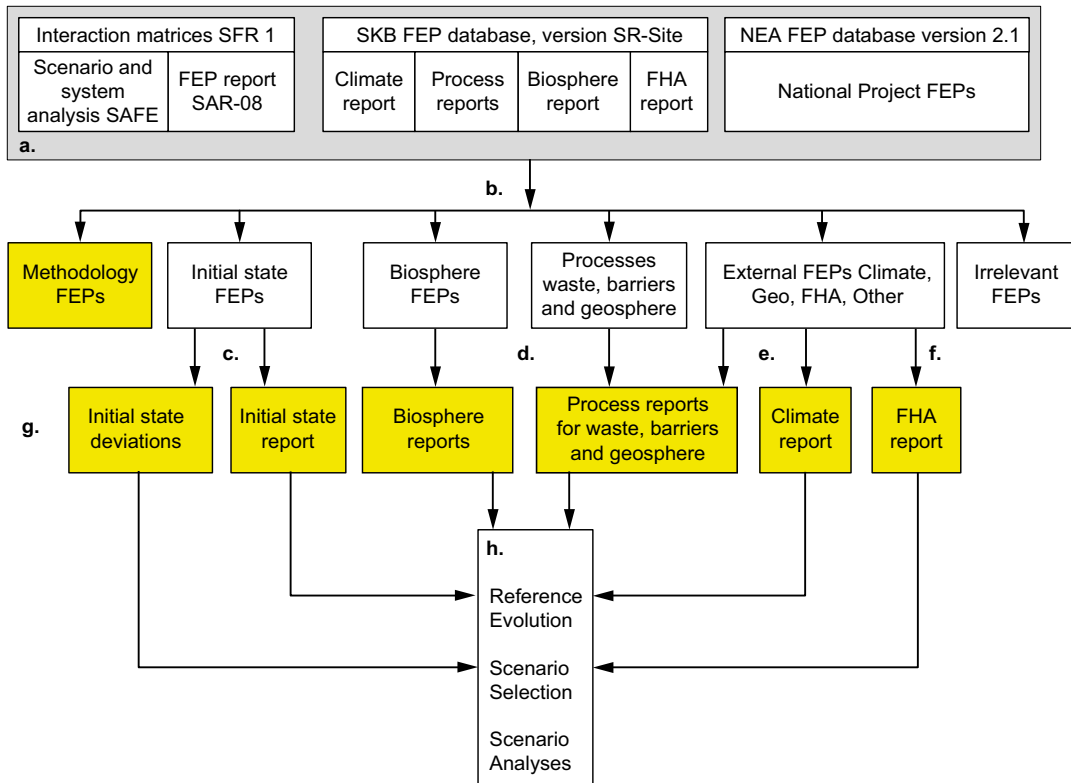 Interaction matrices SFR 1
Scenario and
system
analysis SAFE
FEP report
SAR-08
SKB FEP database, version SR-Site
Climate
report
Process
reports
Biosphere
report
FHA
report
NEA FEP database version 2.1
National Project FEPs
a.
b.
Methodology
FEPs
Initial state
FEPs
Biosphere
FEPs
Processes
waste, barriers
and geosphere
External FEPs Climate,
Geo, FHA, Other
Irrelevant
FEPs
c.
d.
e.
f.
g.
Initial state
deviations
Initial state
report
Biosphere
reports
Process reports
for waste, barriers
and geosphere
Climate
report
FHA
report
h.
Reference
Evolution
Scenario
Selection
Scenario
Analyses